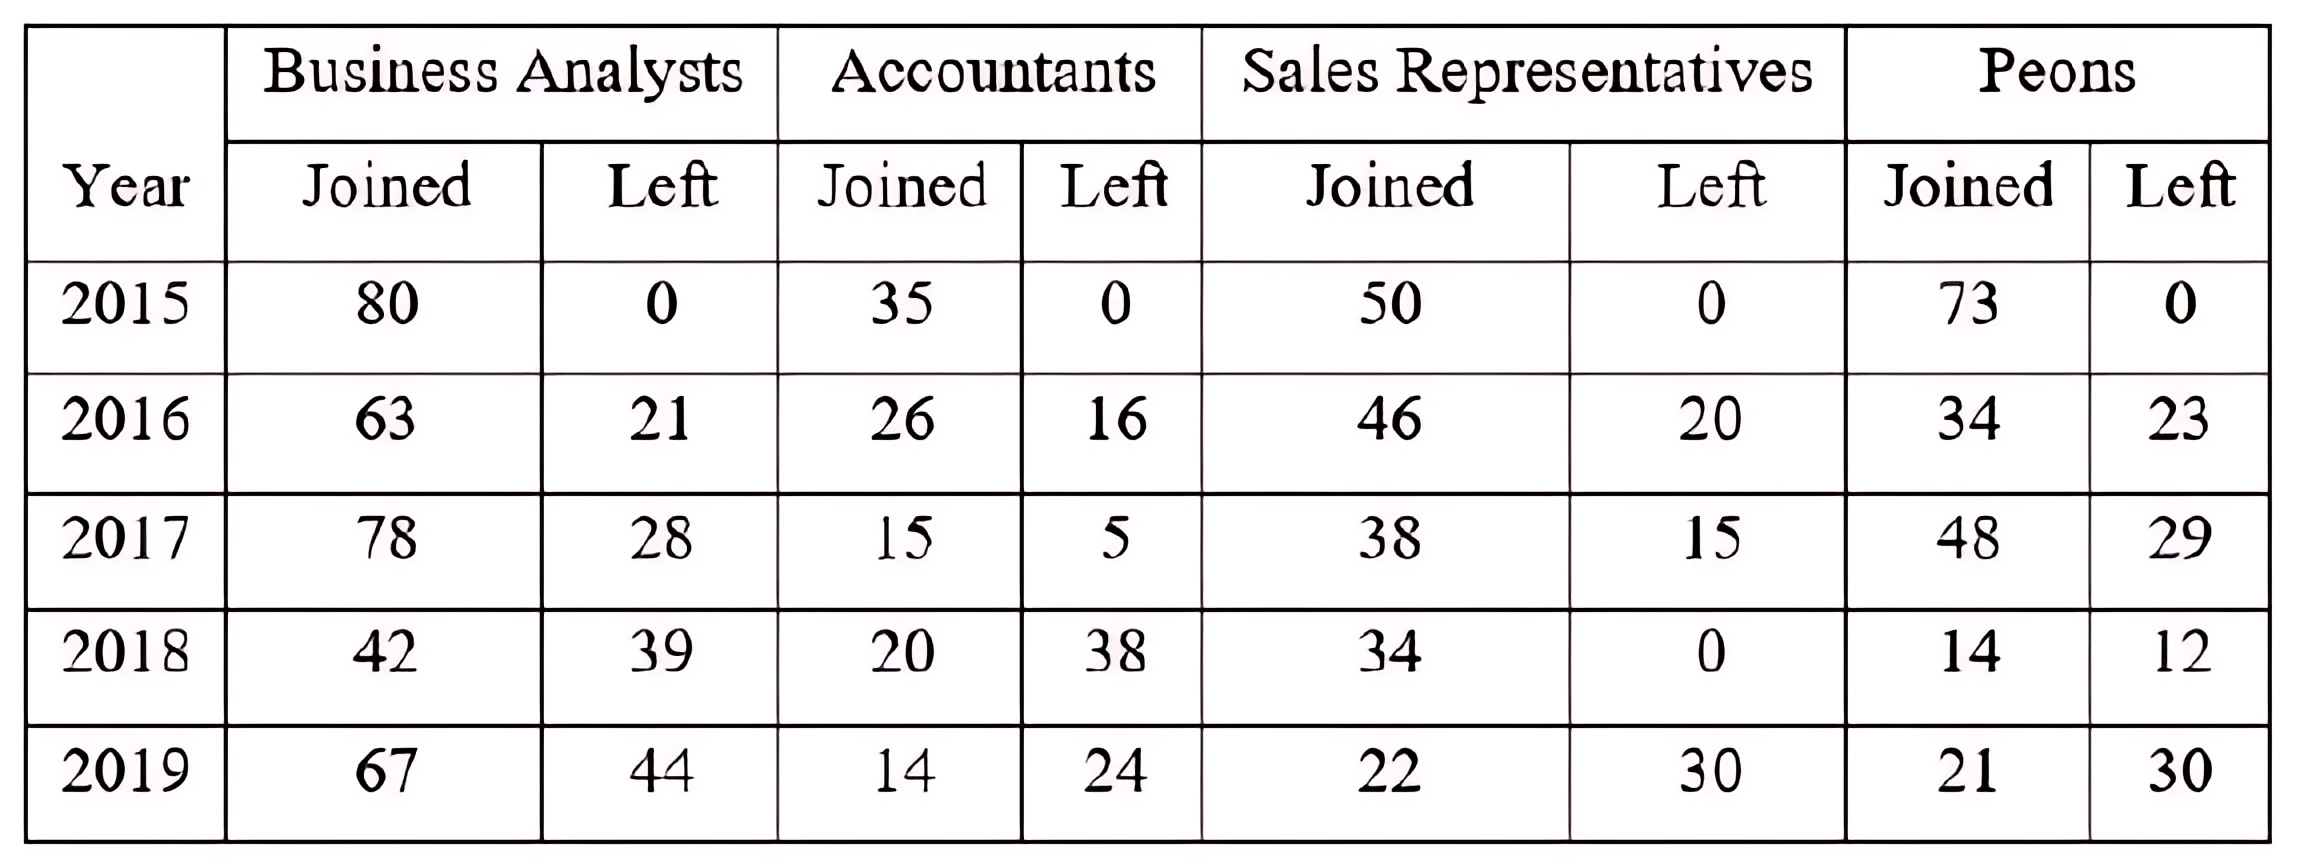 Business Analysts Accountants Sales Representatives Peons
Year Joined Left Joined Left Joined Left Joined Left
2015 80 0 35 0 50 0 73 0
2016 63 21 26 16 46 20 34 23
2017 78 28 15 5 38 15 48 29
2018 42 39 20 38 34 0 14 12
2019 67 44 14 24 22 30 21 30